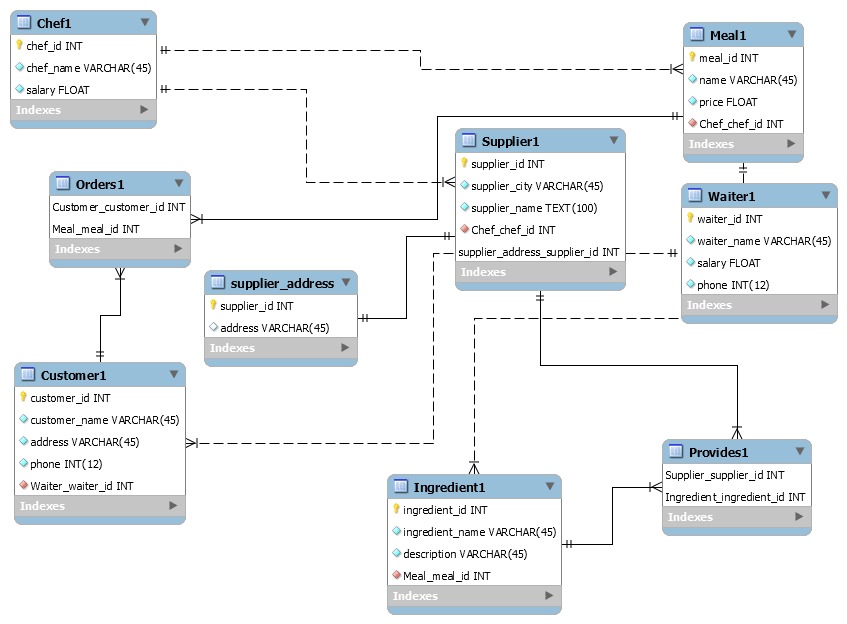 Chef1
chef_id INT
chef_name VARCHAR(45)
salary FLOAT
Indexes
Meal1
meal_id INT
name VARCHAR(45)
price FLOAT
Chef_chef_id INT
Indexes
Supplier1
supplier_id INT
supplier_city VARCHAR(45)
supplier_name TEXT(100)
Chef_chef_id INT
supplier_address_supplier_id INT
Indexes
Orders1
Customer_customer_id INT
Meal_meal_id INT
Indexes
Waiter1
waiter_id INT
waiter_name VARCHAR(45)
salary FLOAT
phone INT(12)
Indexes
supplier_address
supplier_id INT
address VARCHAR(45)
Indexes
Customer1
customer_id INT
customer_name VARCHAR(45)
address VARCHAR(45)
phone INT(12)
Waiter_waiter_id INT
Indexes
Provides1
Supplier_supplier_id INT
Ingredient_ingredient_id INT
Indexes
Ingredient1
ingredient_id INT
ingredient_name VARCHAR(45)
description VARCHAR(45)
Meal_meal_id INT
Indexes